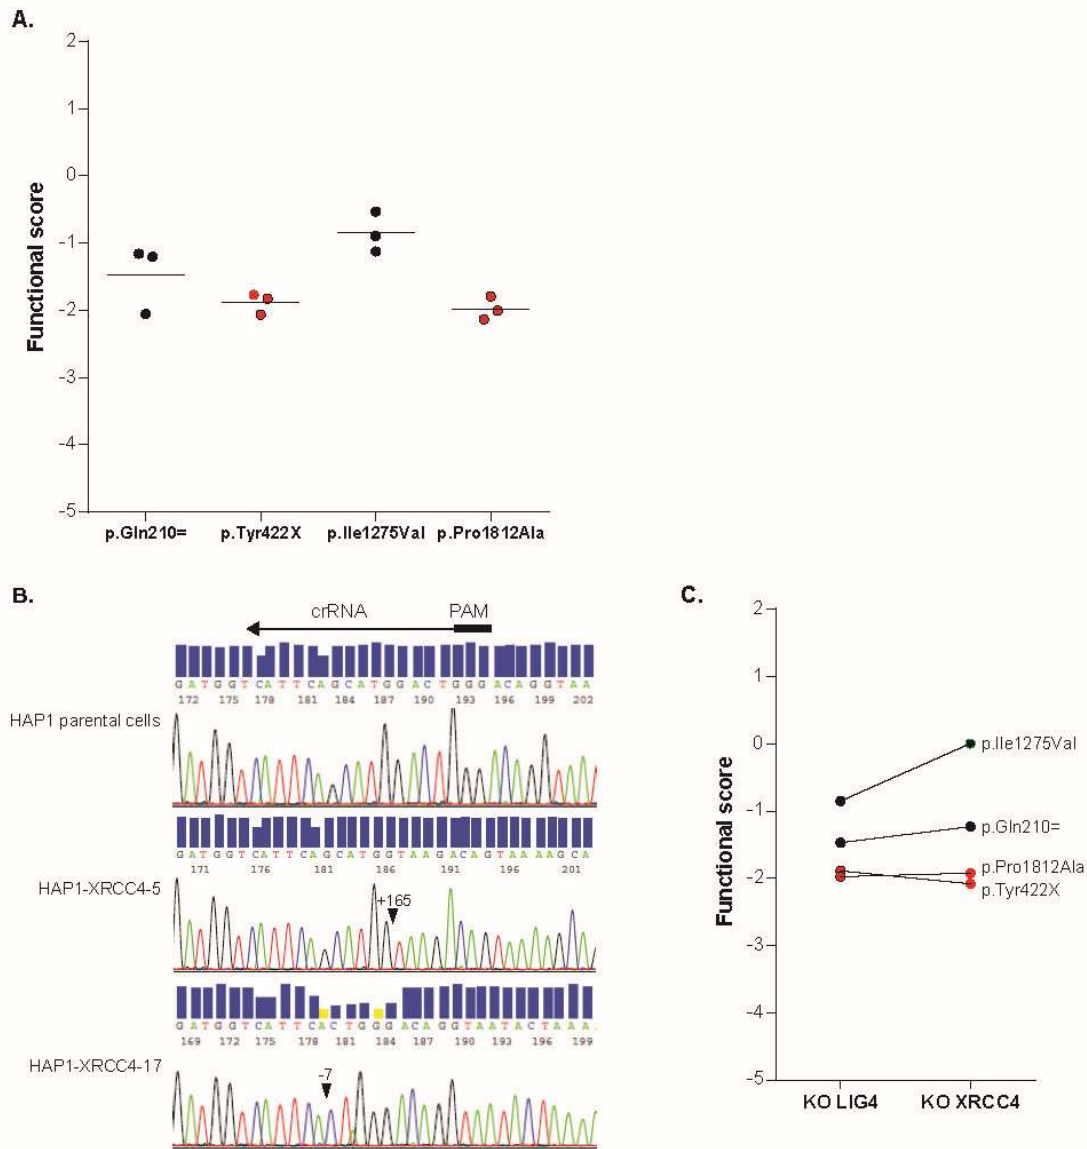 A.
2
1
0
-1
-2
-3
-4
-5
Functional score
p.Gln210= p.Tyr422X p.Ile1275Val p.Pro1812Ala
B.
crRNA PAM
GATGGTCATTCAGCATGGACTGGGACAGGTAA
172 175 178 181 184 187 190 193 196 199 202
HAP1 parental cells
GATGGTCATTCAGCATGGTAAGACAGTAAAAGCA
171 176 181 186 191 196 201
HAP1-XRCC4-5
+165
GATGGTCATTCACTGGGACAGGTAATACTAAA
169 172 175 178 181 184 187 190 193 196 199
HAP1-XRCC4-17
-7
C.
2
1
0
-1
-2
-3
-4
-5
Functional score
p.Ile1275Val
p.Gln210=
p.Pro1812Ala
p.Tyr422X
KO LIG4 KO XRCC4